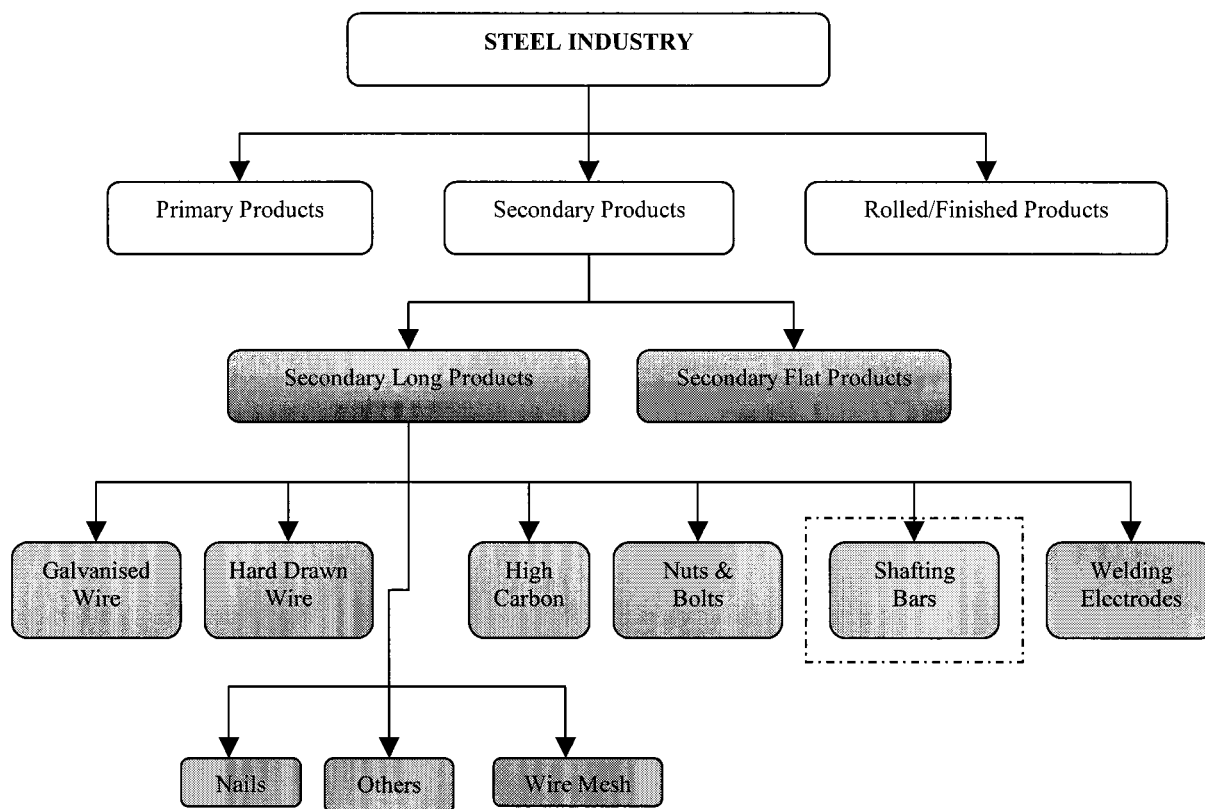 STEEL INDUSTRY
Primary Products
Secondary Products
Rolled/Finished Products
Secondary Long Products
Secondary Flat Products
Galvanised
Wire
Hard Drawn
Wire
High
Carbon
Nuts &
Bolts
Shafting
Bars
Welding
Electrodes
Nails
Others
Wire Mesh